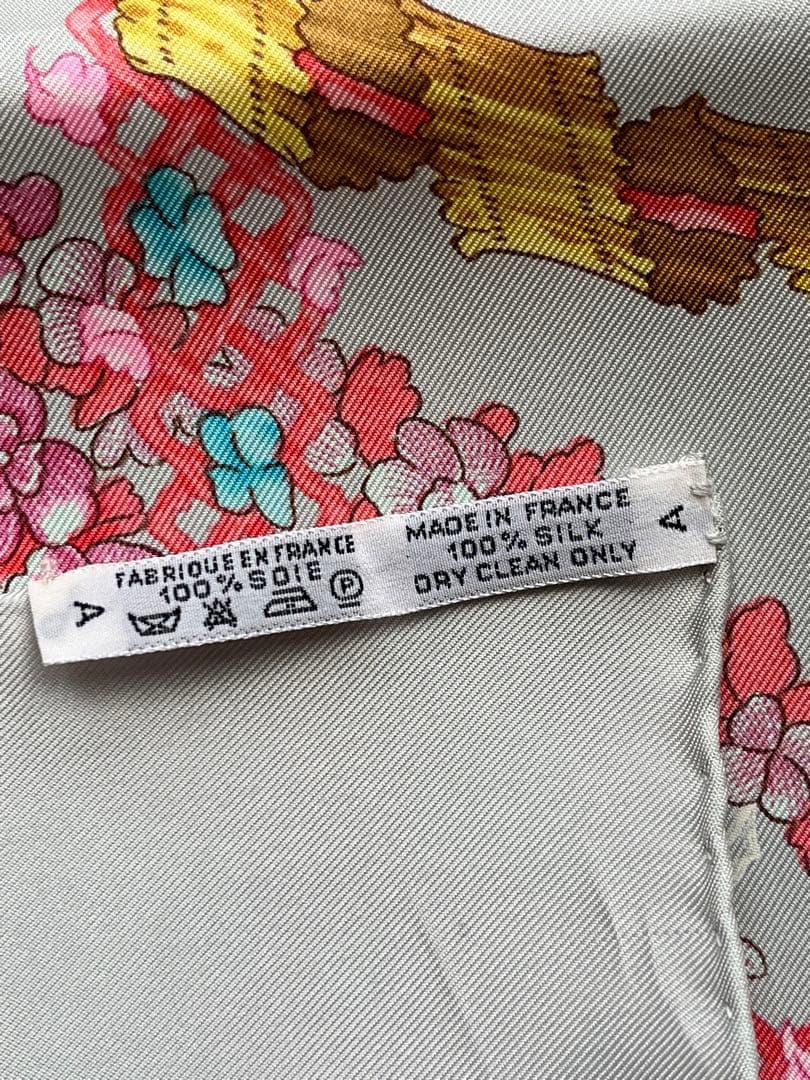 A
FABRIQUE EN FRANCE
100% SOIE
P
MADE IN FRANCE
100% SILK
DRY CLEAN ONLY
A